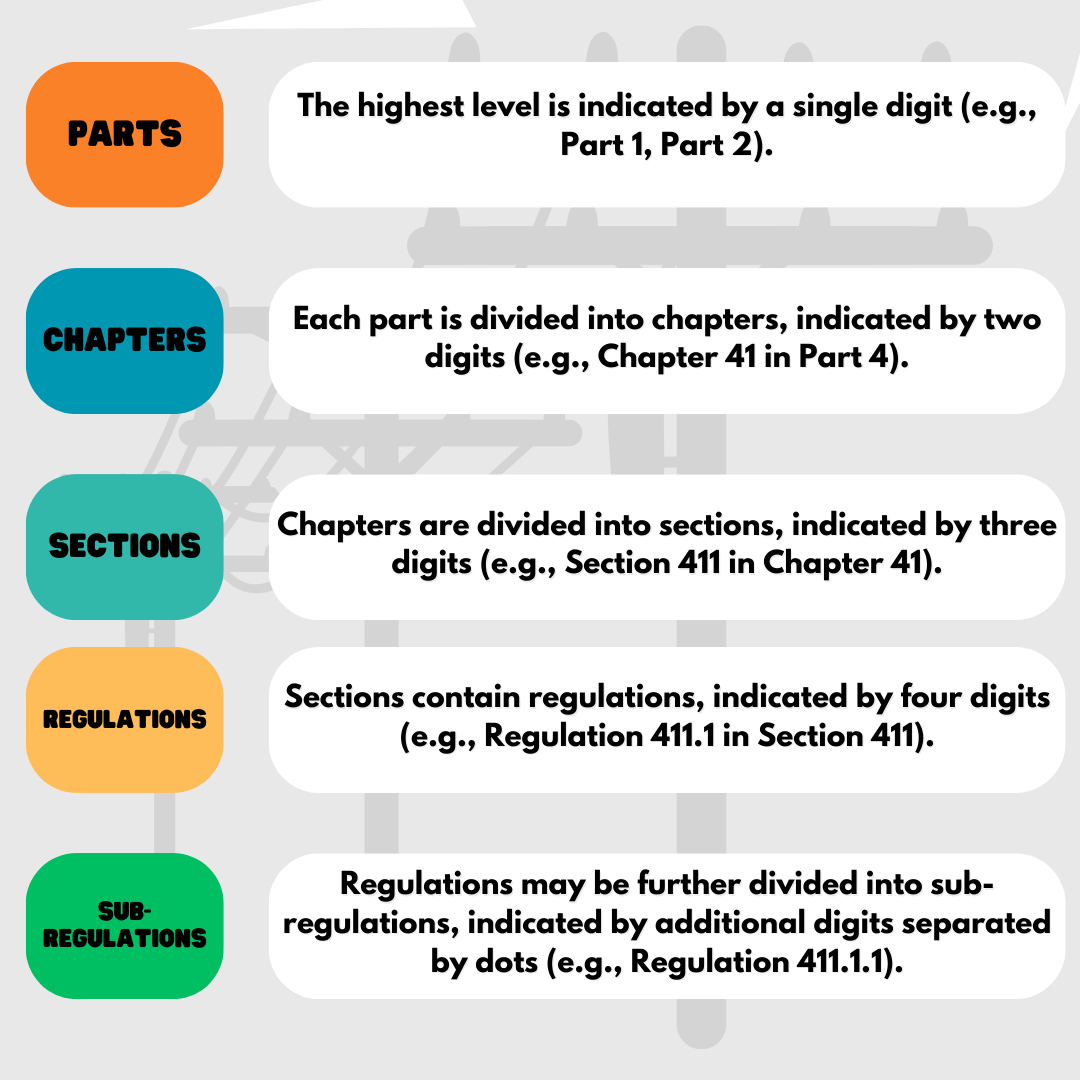 PARTS
The highest level is indicated by a single digit (e.g.,
Part 1, Part 2).
CHAPTERS
Each part is divided into chapters, indicated by two
digits (e.g., Chapter 41 in Part 4).
SECTIONS
Chapters are divided into sections, indicated by three
digits (e.g., Section 411 in Chapter 41).
REGULATIONS
Sections contain regulations, indicated by four digits
(e.g., Regulation 411.1 in Section 411).
SUB-
REGULATIONS
Regulations may be further divided into sub-
regulations, indicated by additional digits separated
by dots (e.g., Regulation 411.1.1).